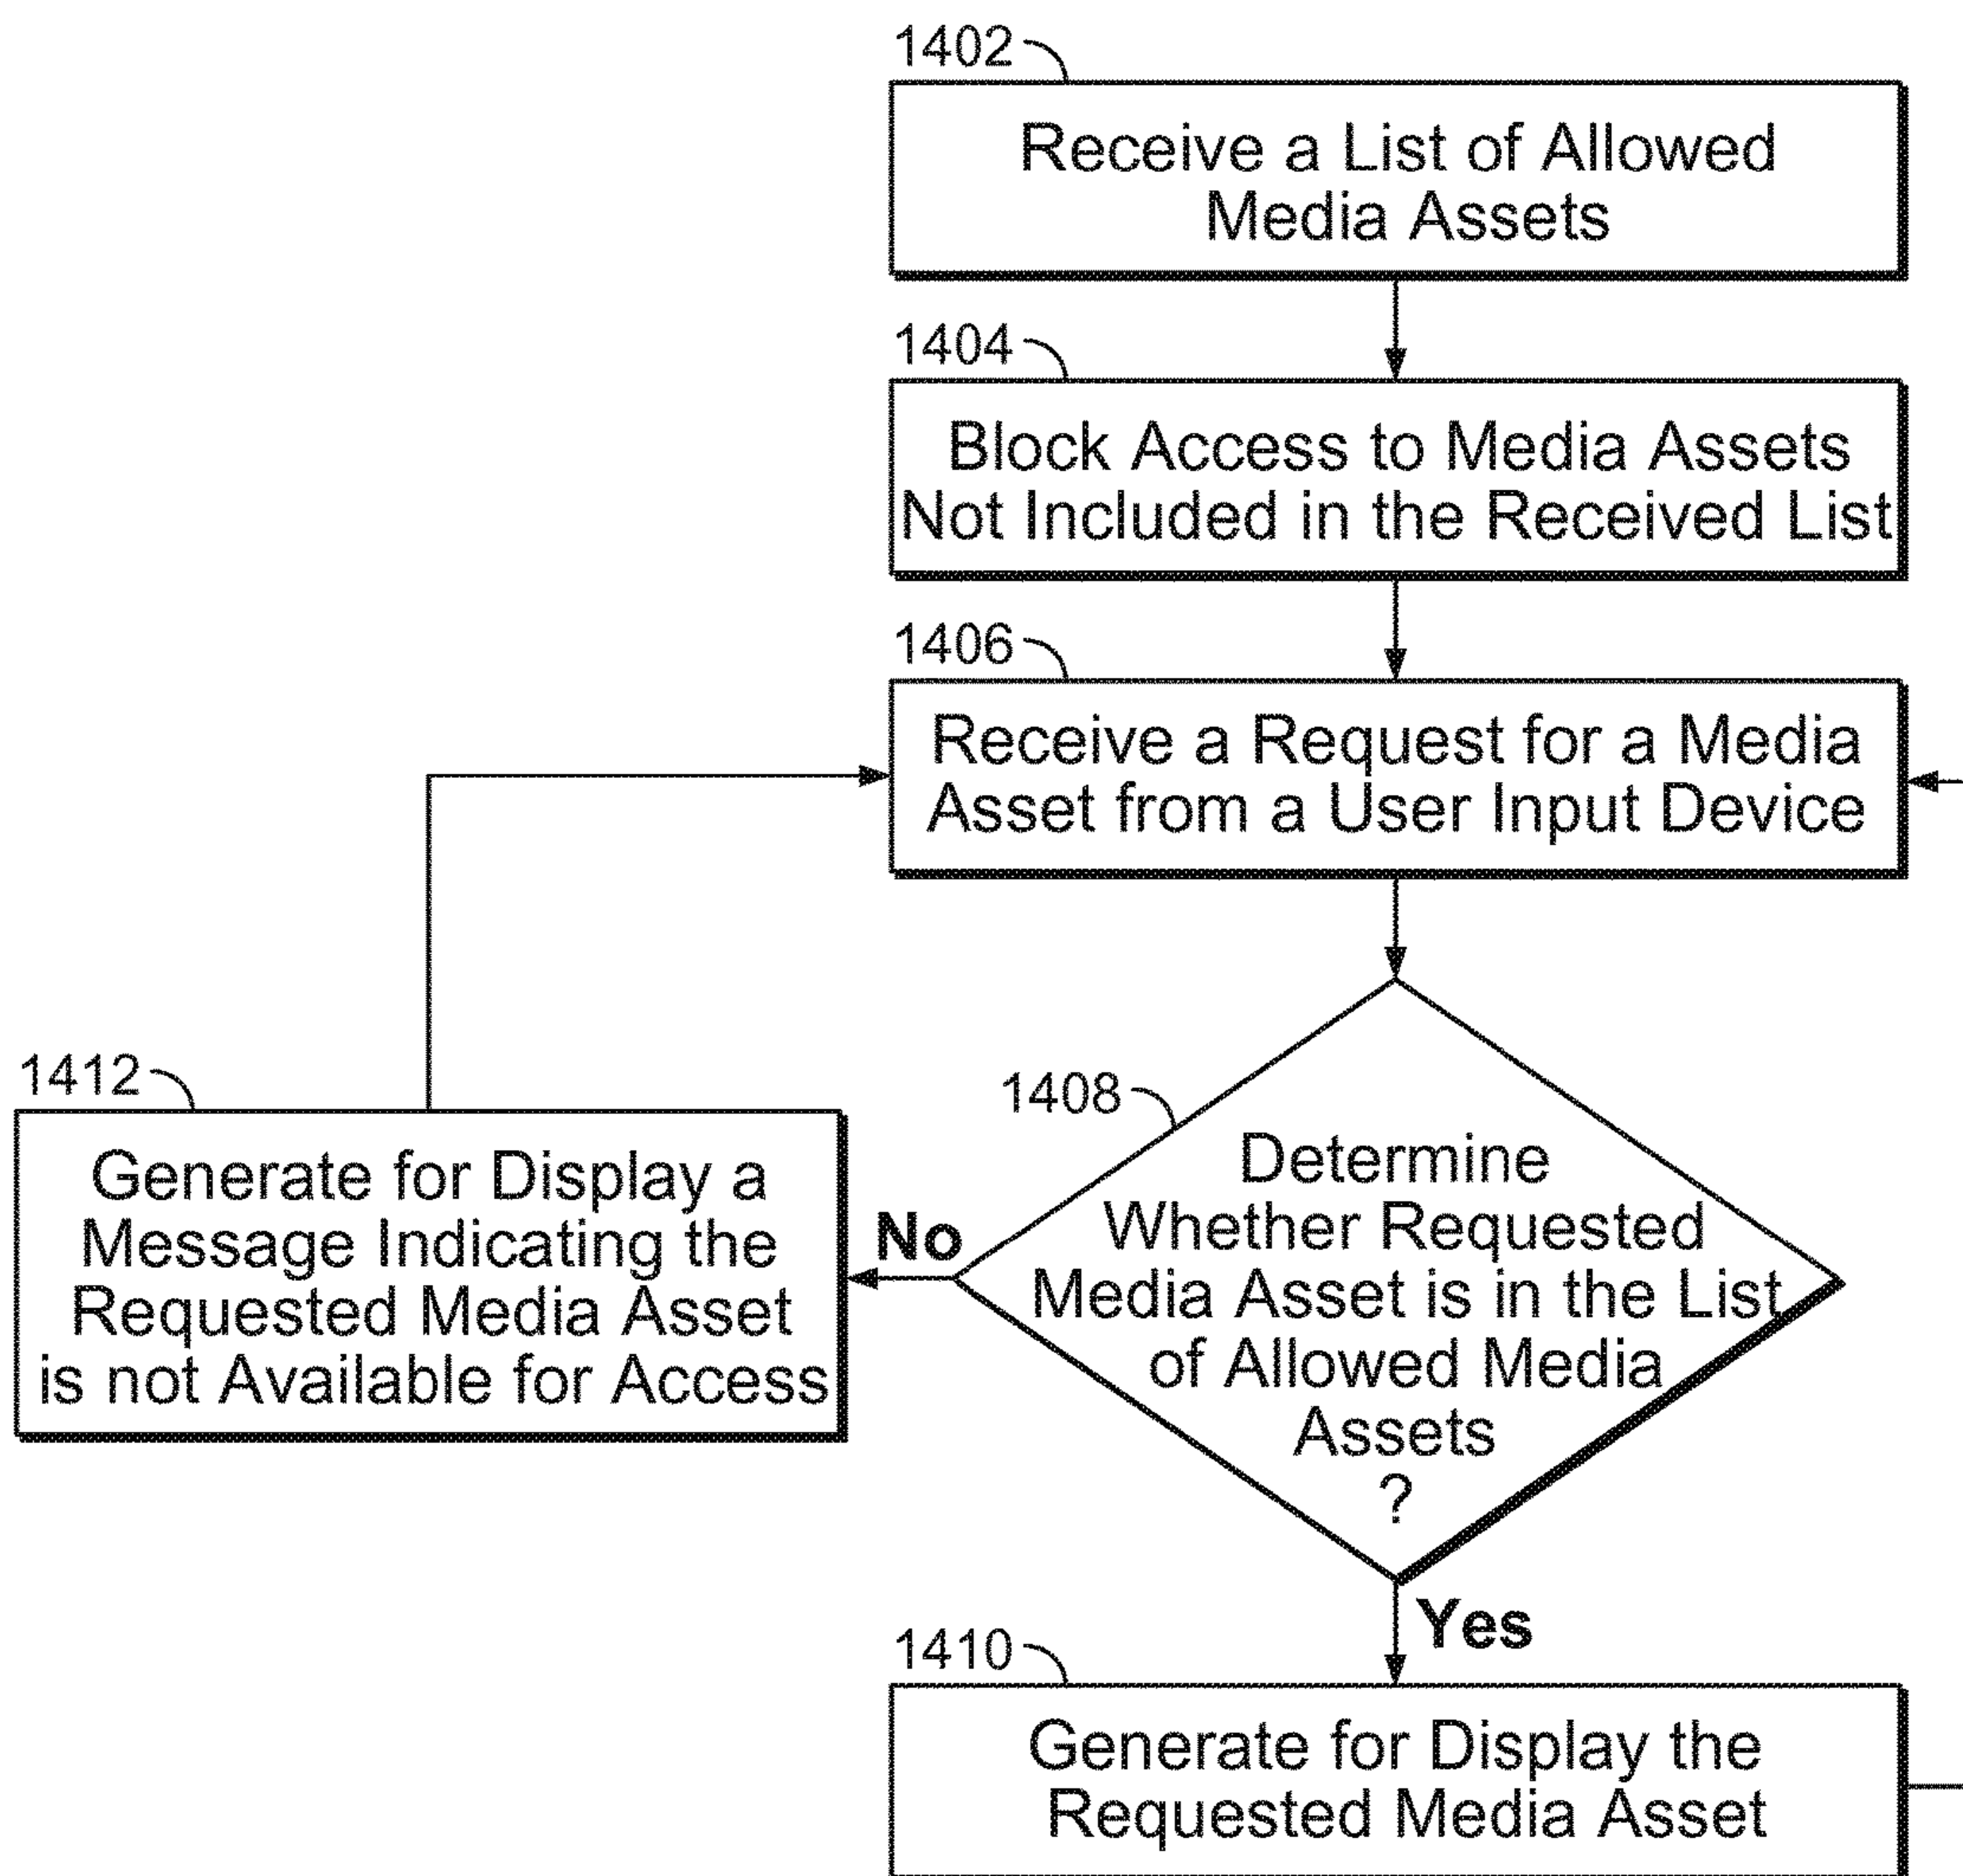 1402
Receive a List of Allowed
Media Assets
1404
Block Access to Media Assets
Not Included in the Received List
1406
Receive a Request for a Media
Asset from a User Input Device
1408
Determine
Whether Requested
Media Asset is in the List
of Allowed Media
Assets
?
No
1412
Generate for Display a
Message Indicating the
Requested Media Asset
is not Available for Access
Yes
1410
Generate for Display the
Requested Media Asset